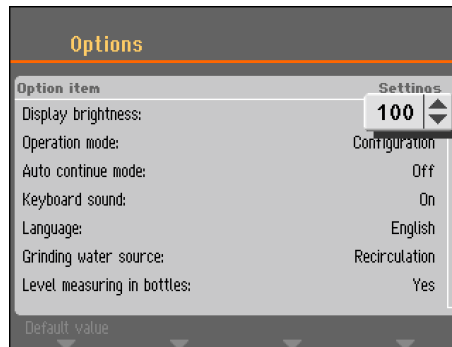 Options
Option item Settings
Display brightness: 100
Operation mode: Configuration
Auto continue mode: Off
Keyboard sound: On
Language: English
Grinding water source: Recirculation
Level measuring in bottles: Yes
Default value